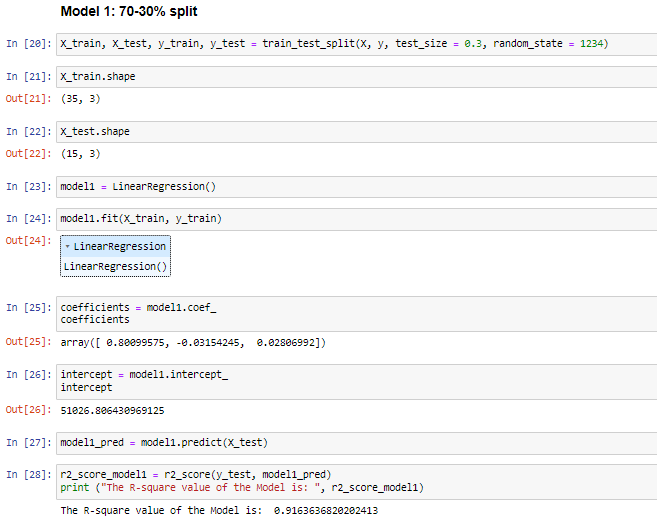 Model 1: 70-30% split
In [20]: X_train, X_test, y_train, y_test = train_test_split(X, y, test_size = 0.3, random_state = 1234)
In [21]: X_train.shape
Out[21]: (35, 3)
In [22]: X_test.shape
Out[22]: (15, 3)
In [23]: model1 = LinearRegression()
In [24]: model1.fit(X_train, y_train)
Out[24]: LinearRegression
LinearRegression()
In [25]: coefficients = model1.coef_
coefficients
Out[25]: array([ 0.80099575, -0.03154245,  0.02806992])
In [26]: intercept = model1.intercept_
intercept
Out[26]: 51026.806430969125
In [27]: model1_pred = model1.predict(X_test)
In [28]: r2_score_model1 = r2_score(y_test, model1_pred)
print ("The R-square value of the Model is: ", r2_score_model1)
The R-square value of the Model is:  0.9163636820202413